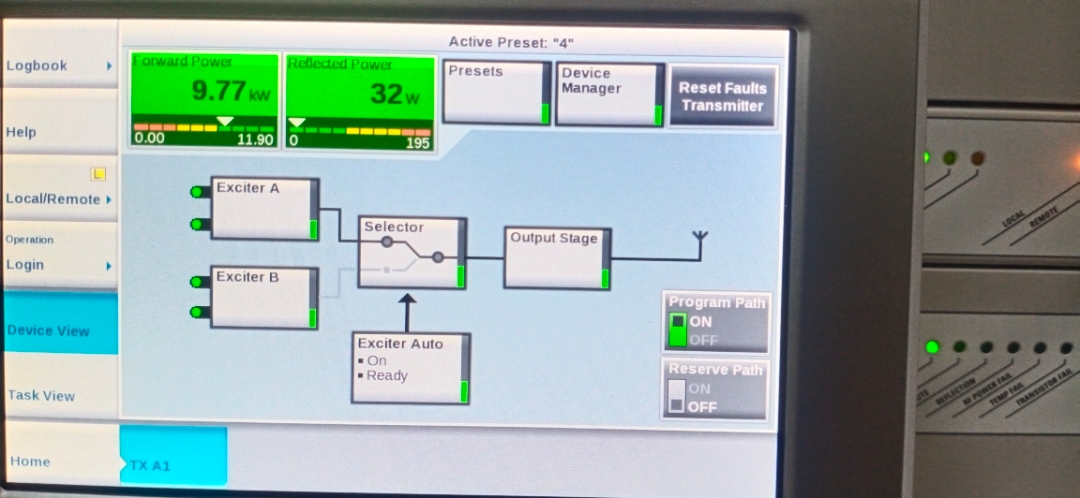 Active Preset: "4"
Logbook
Help
L
Local/Remote
Operation
Login
Device View
Task View
Home
TX A1
Forward Power
9.77 kW
0.00 11.90
Reflected Power
32 W
0 195
Presets
Device
Manager
Reset Faults
Transmitter
Exciter A
Exciter B
Selector
Output Stage
Exciter Auto
▪ On
▪ Ready
Program Path
ON
OFF
Reserve Path
ON
OFF
LOCAL
REMOTE
REFLECTION
RF POWER FAIL
TEMP FAIL
TRANSISTOR FAIL